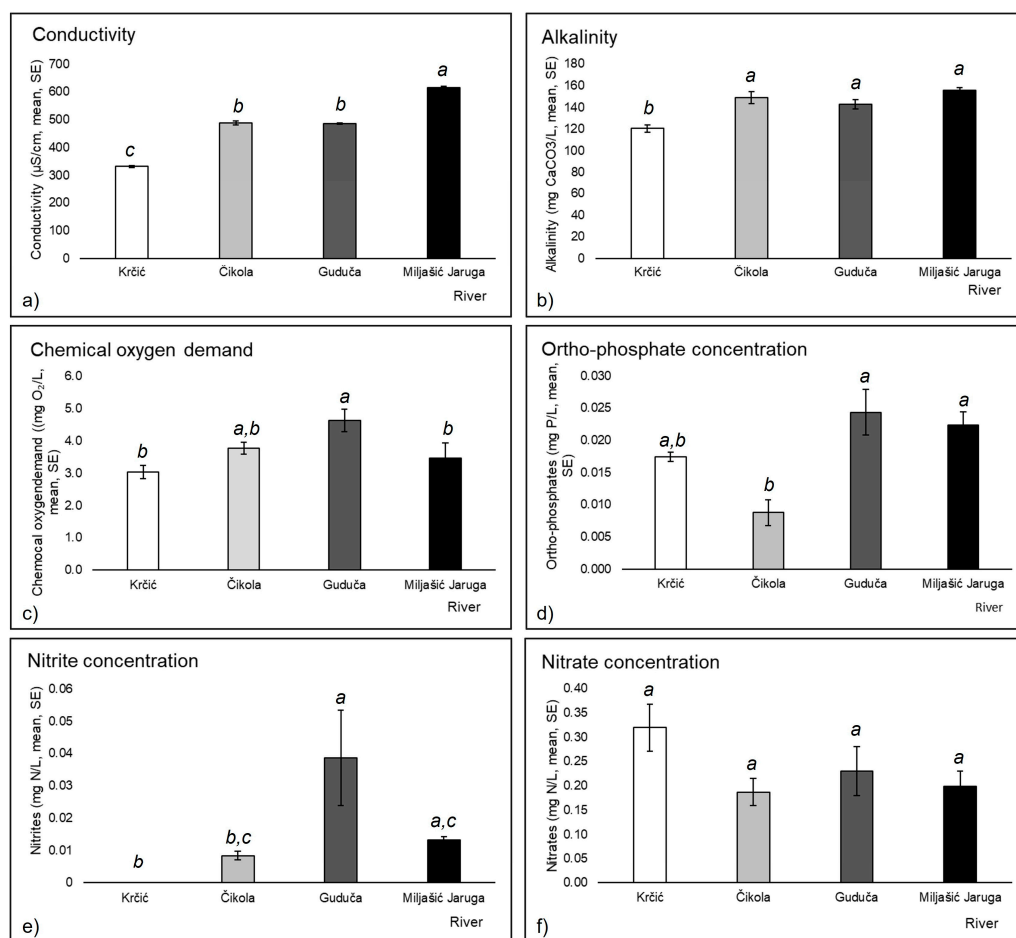 Conductivity
Conductivity (µS/cm, mean, SE)
700
600
500
400
300
200
100
0
c
b
b
a
Krčić
Čikola
Guduča
Miljašić Jaruga
River
a)
Alkalinity
Alkalinity (mg CaCO3/L, mean, SE)
180
160
140
120
100
80
60
40
20
0
b
a
a
a
Krčić
Čikola
Guduča
Miljašić Jaruga
River
b)
Chemical oxygen demand
Chemocal oxygendemand ((mg O₂/L,
mean, SE)
6.0
5.0
4.0
3.0
2.0
1.0
0.0
b
a,b
a
b
Krčić
Čikola
Guduča
Miljašić Jaruga
River
c)
Ortho-phosphate concentration
Ortho-phosphates (mg P/L, mean,
SE)
0.030
0.025
0.020
0.015
0.010
0.005
0.000
a,b
b
a
a
Krčić
Čikola
Guduča
Miljašić Jaruga
River
d)
Nitrite concentration
Nitrites (mg N/L, mean, SE)
0.06
0.05
0.04
0.03
0.02
0.01
0
b
b,c
a
a,c
Krčić
Čikola
Guduča
Miljašić Jaruga
River
e)
Nitrate concentration
Nitrates (mg N/L, mean, SE)
0.40
0.35
0.30
0.25
0.20
0.15
0.10
0.05
0.00
a
a
a
a
Krčić
Čikola
Guduča
Miljašić Jaruga
River
f)